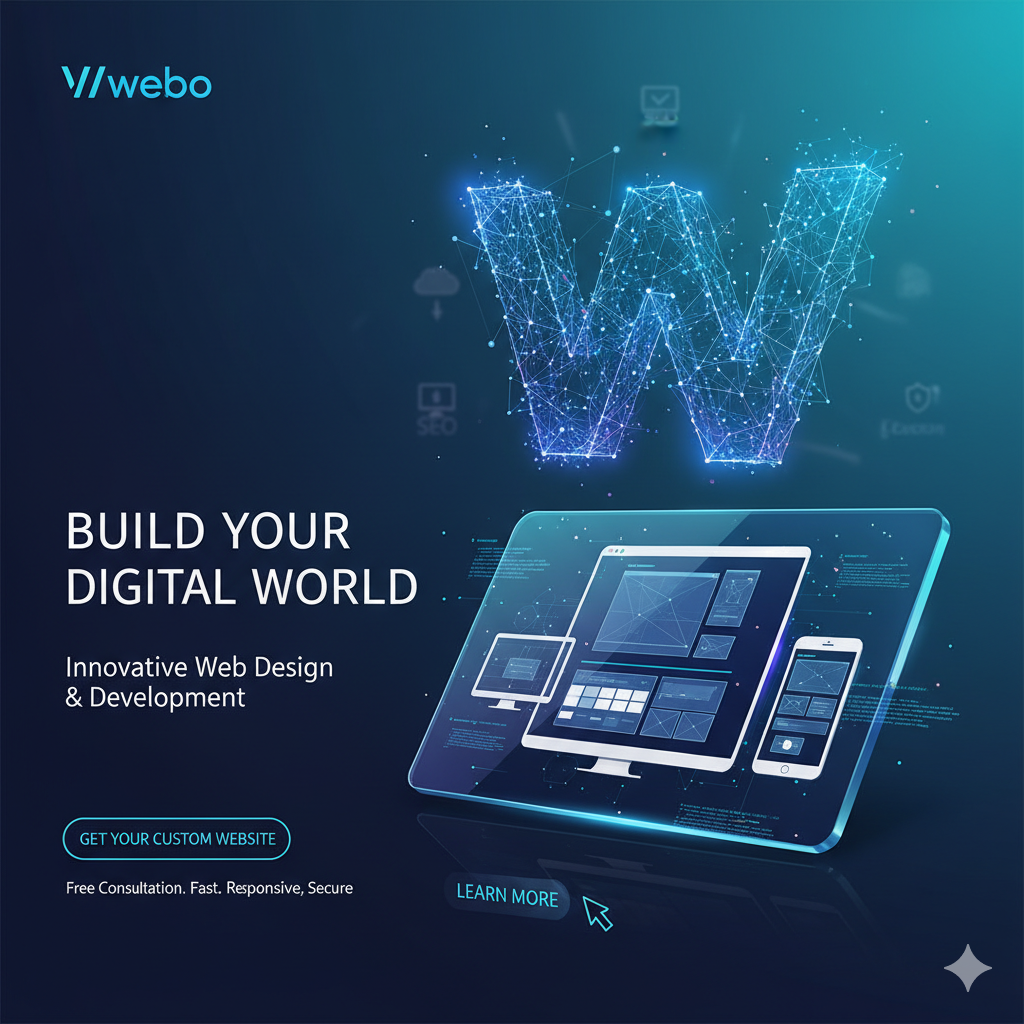 webo
W
SEO
BUILD YOUR
DIGITAL WORLD
Innovative Web Design
& Development
GET YOUR CUSTOM WEBSITE
Free Consultation. Fast. Responsive, Secure
LEARN MORE